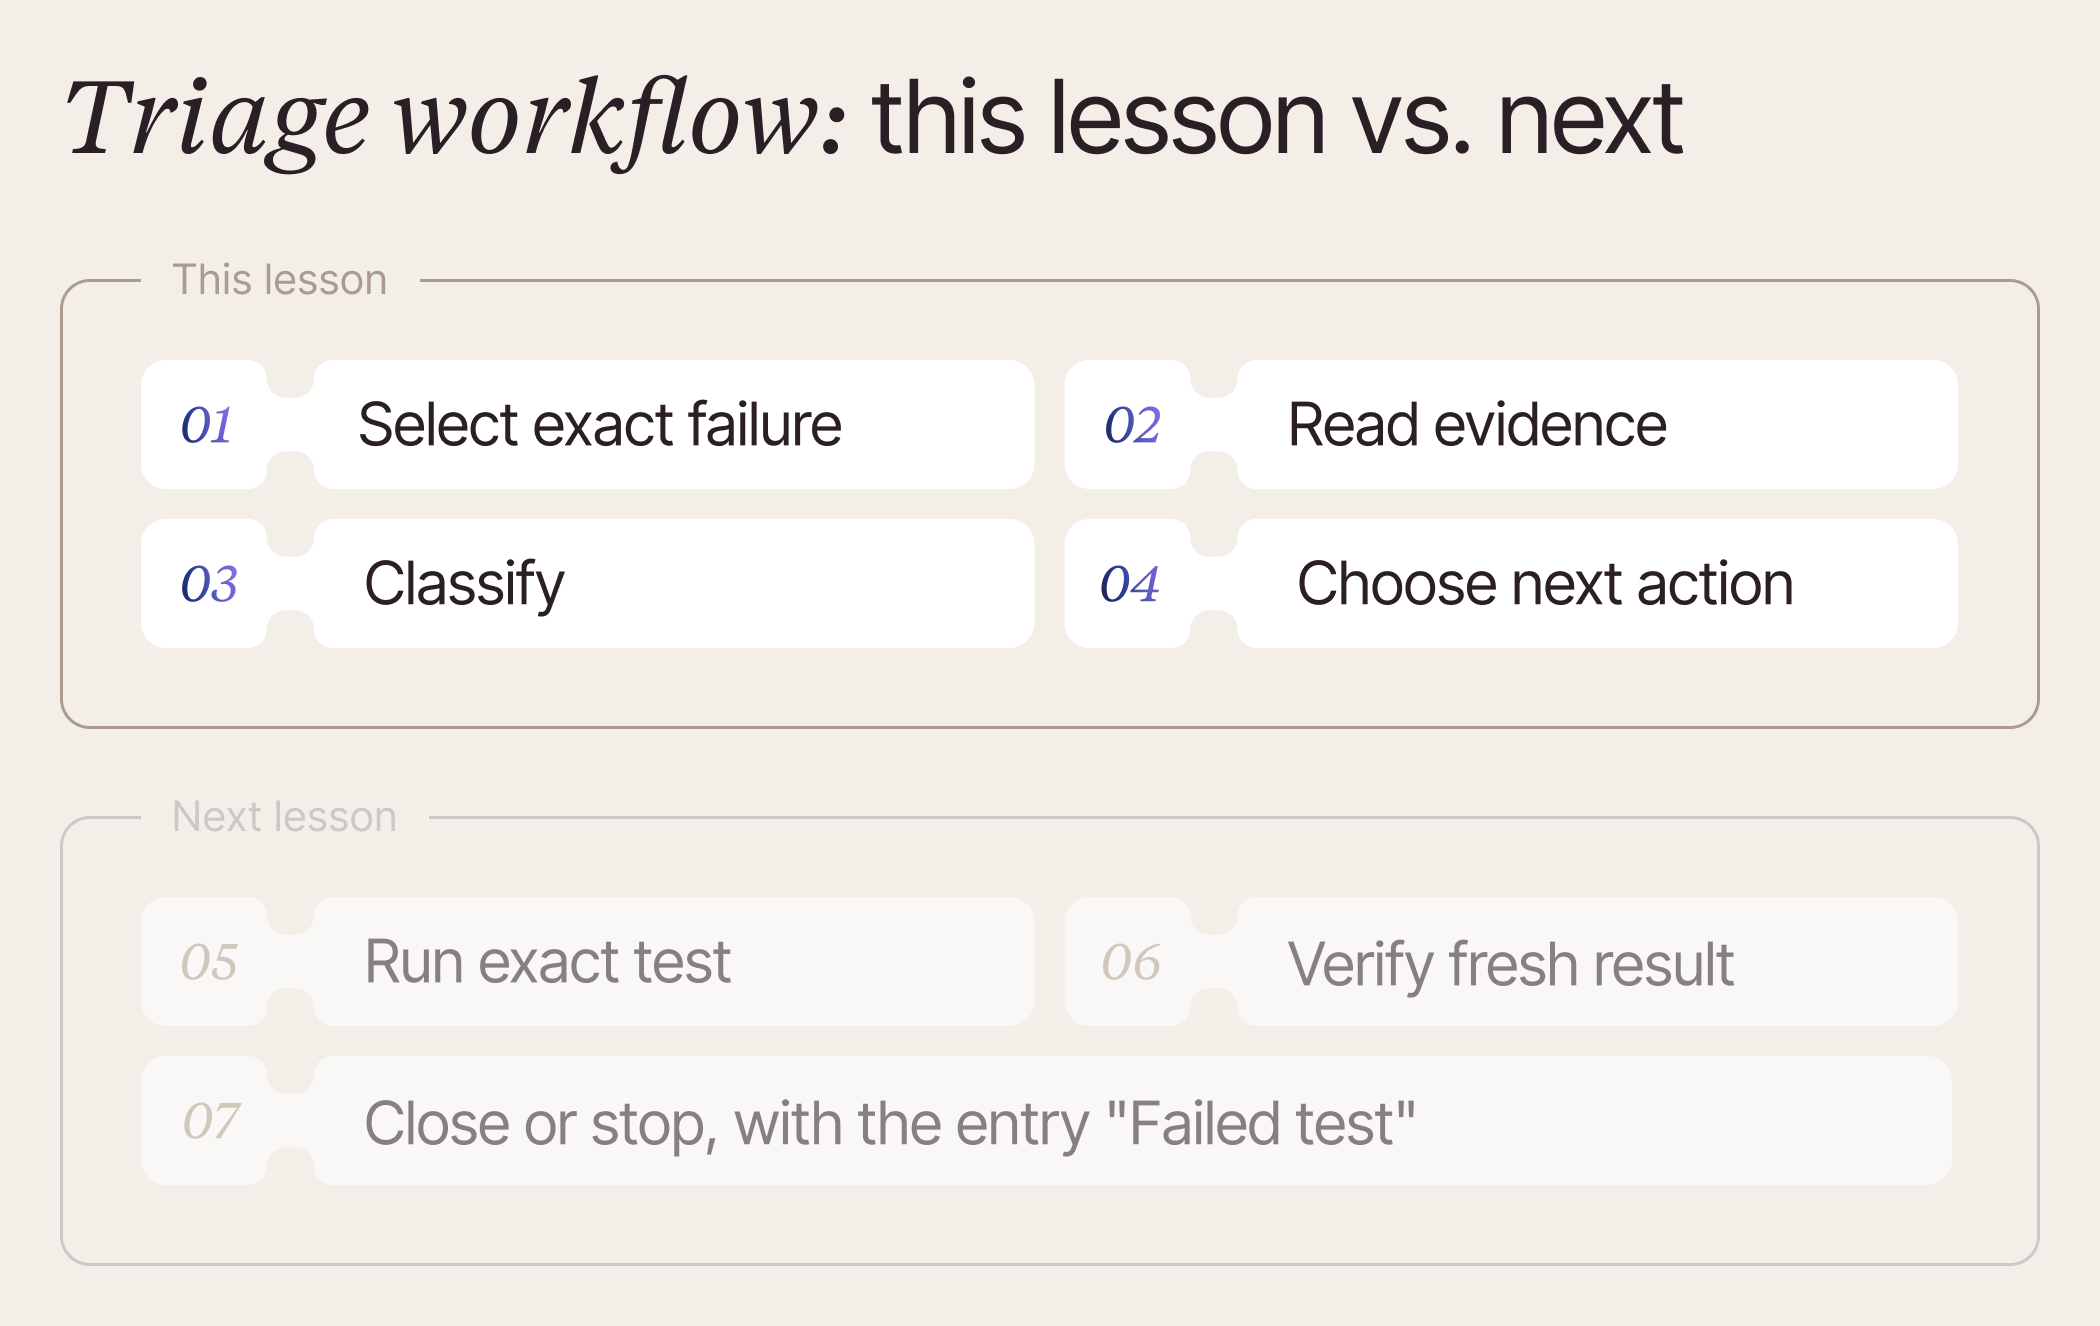 Triage workflow: this lesson vs. next
This lesson
01 Select exact failure
02 Read evidence
03 Classify
04 Choose next action
Next lesson
05 Run exact test
06 Verify fresh result
07 Close or stop, with the entry "Failed test"